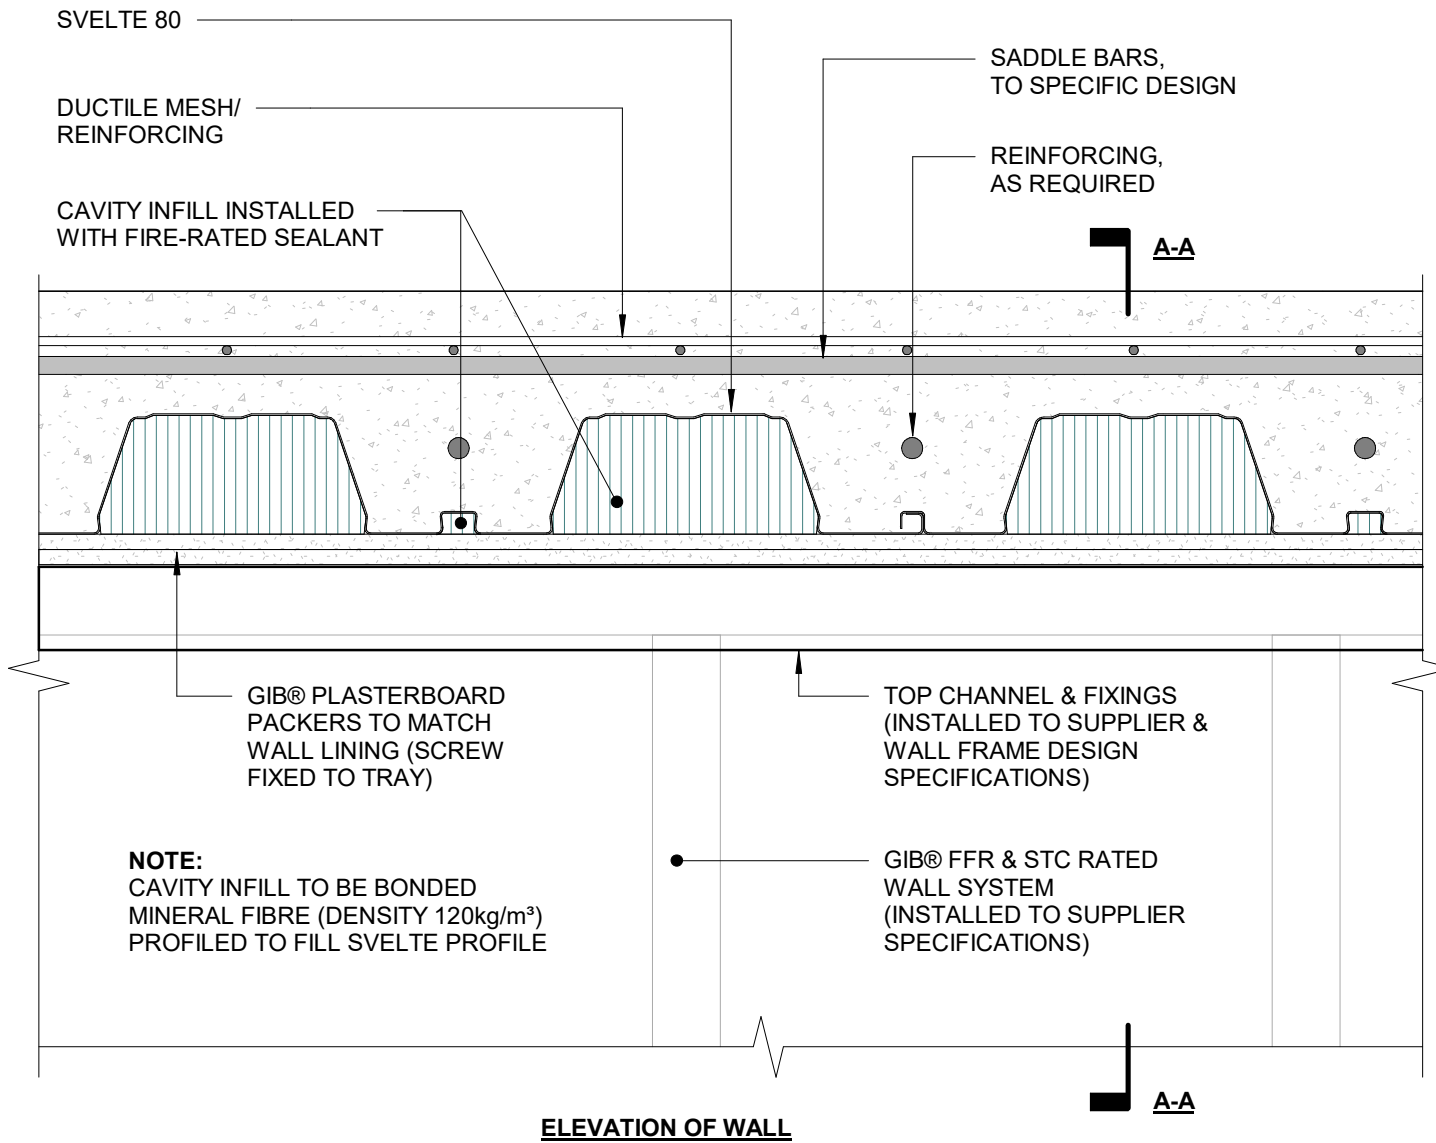 SVELTE 80
DUCTILE MESH/
REINFORCING
CAVITY INFILL INSTALLED
WITH FIRE-RATED SEALANT
SADDLE BARS,
TO SPECIFIC DESIGN
REINFORCING,
AS REQUIRED
A-A
GIB® PLASTERBOARD
PACKERS TO MATCH
WALL LINING (SCREW
FIXED TO TRAY)
TOP CHANNEL & FIXINGS
(INSTALLED TO SUPPLIER &
WALL FRAME DESIGN
SPECIFICATIONS)
NOTE:
CAVITY INFILL TO BE BONDED
MINERAL FIBRE (DENSITY 120kg/m³)
PROFILED TO FILL SVELTE PROFILE
GIB® FFR & STC RATED
WALL SYSTEM
(INSTALLED TO SUPPLIER
SPECIFICATIONS)
A-A
ELEVATION OF WALL